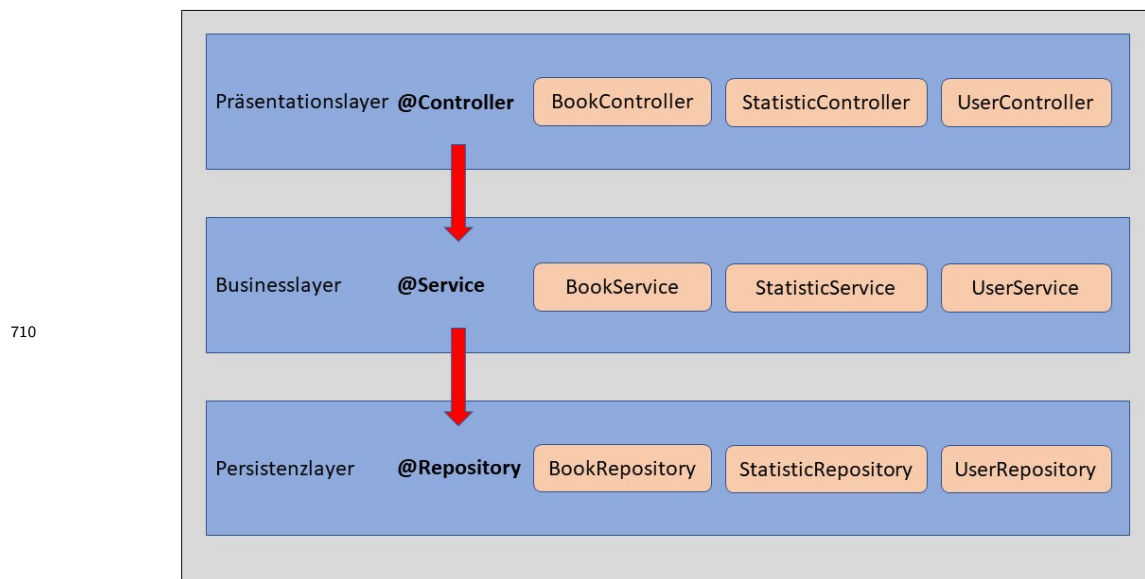 Präsentationslayer @Controller BookController StatisticController UserController
Businesslayer @Service BookService StatisticService UserService
710
Persistenzlayer @Repository BookRepository StatisticRepository UserRepository